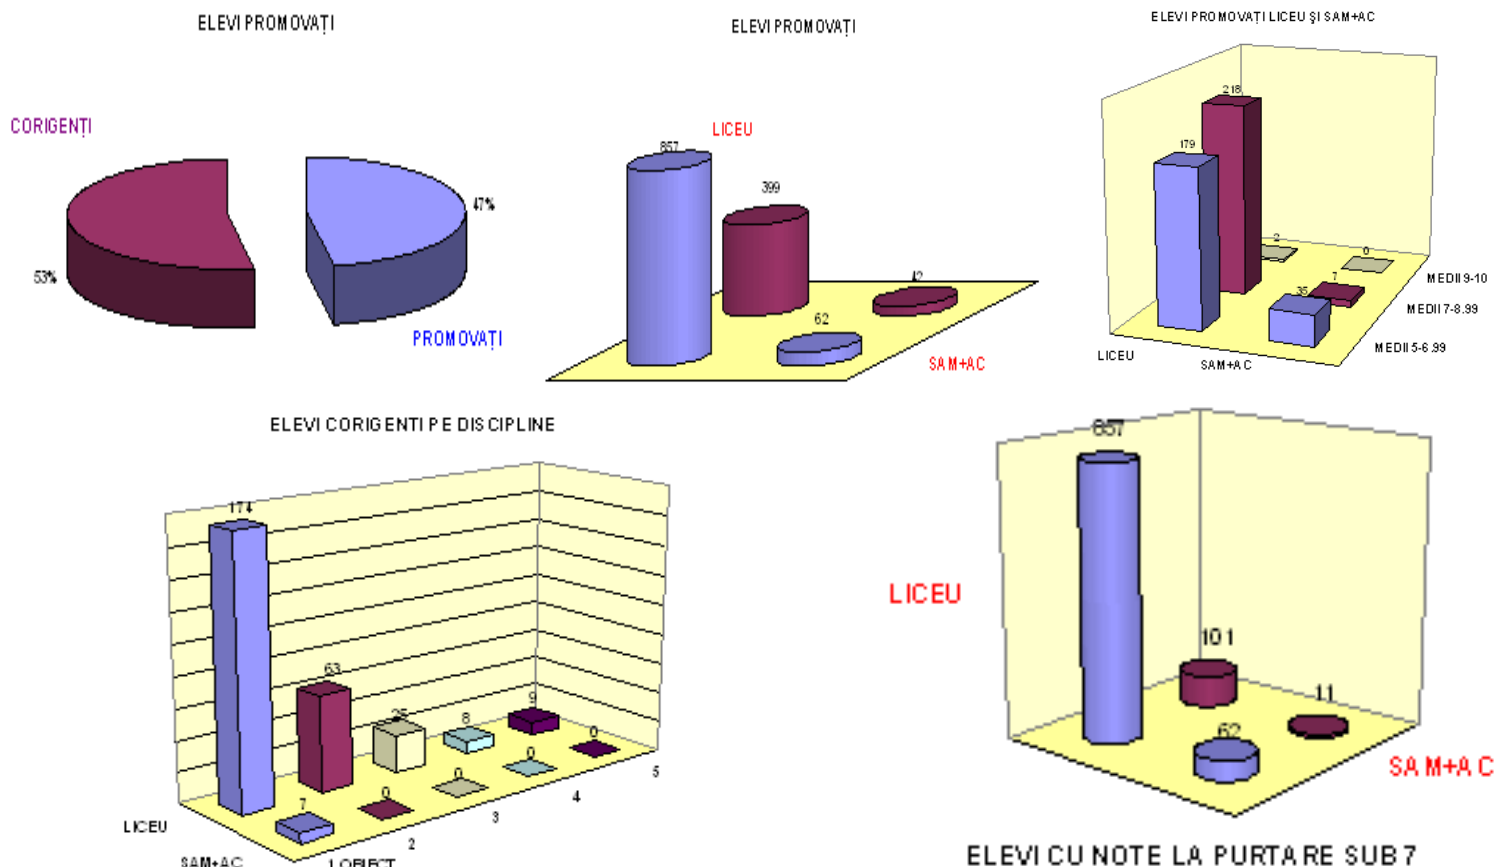 ELEVI PROMOVAȚI
CORIGENȚI
47%
53%
PROMOVAȚI
ELEVI PROMOVAȚI
LICEU
857
399
42
62
SAM+AC
ELEVI PROMOVAȚI LICEU ȘI SAM+AC
218
179
2
0
7
35
MEDII 9-10
MEDII 7-8.99
MEDII 5-6.99
LICEU
SAM+AC
ELEVI CORIGENTI PE DISCIPLINE
174
63
26
8
9
0
0
0
0
7
5
4
3
2
1 OBIECT
LICEU
SAM+AC
857
LICEU
101
11
62
SAM+AC
ELEVI CU NOTE LA PURTARE SUB 7